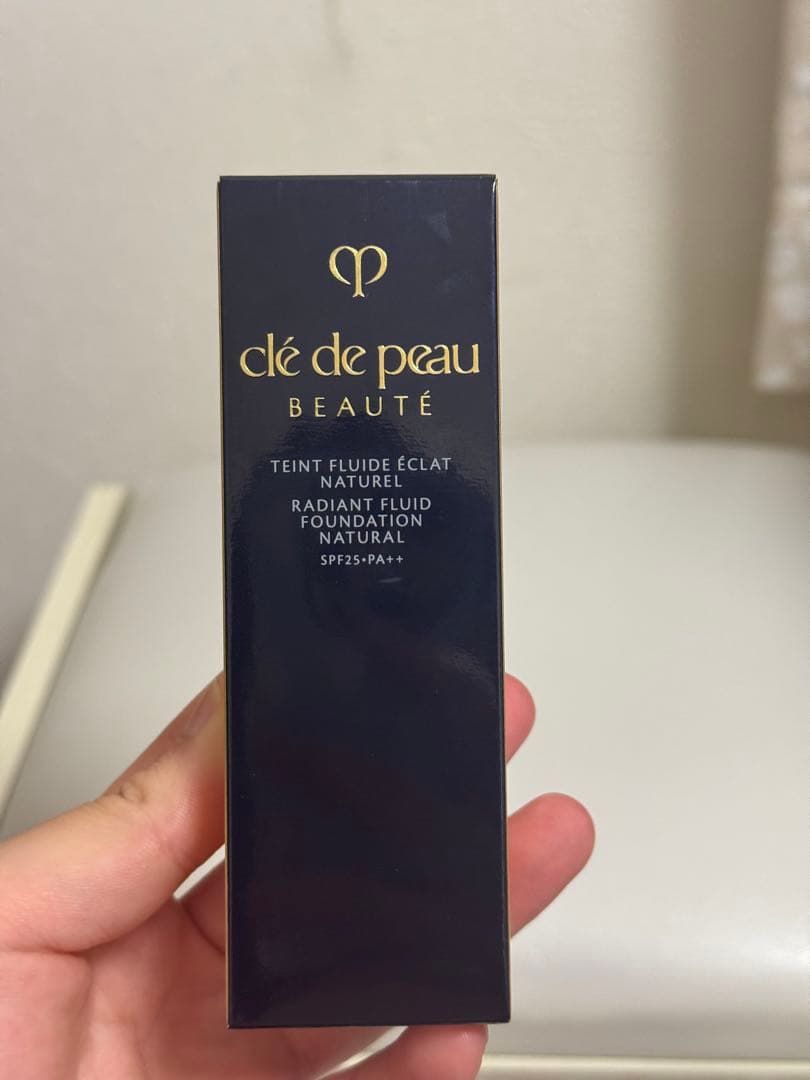 clé de peau
BEAUTÉ
TEINT FLUIDE ÉCLAT
NATUREL
RADIANT FLUID
FOUNDATION
NATURAL
SPF25•PA++